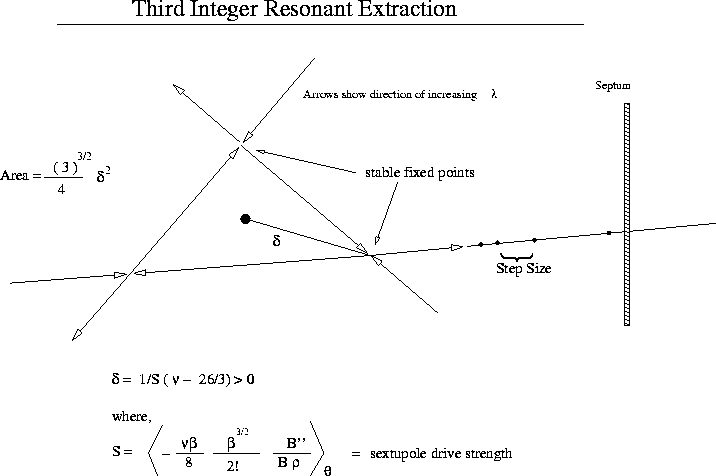 Third Integer Resonant Extraction
Arrows show direction of increasing λ
Septum
Area = (3)^{3/2} / 4 δ^2
stable fixed points
δ
Step Size
δ = 1/S ( ν − 26/3) > 0
where,
S = ⟨ − νβ / 8 β^{3/2} / 2! B'' / B ρ ⟩_θ = sextupole drive strength